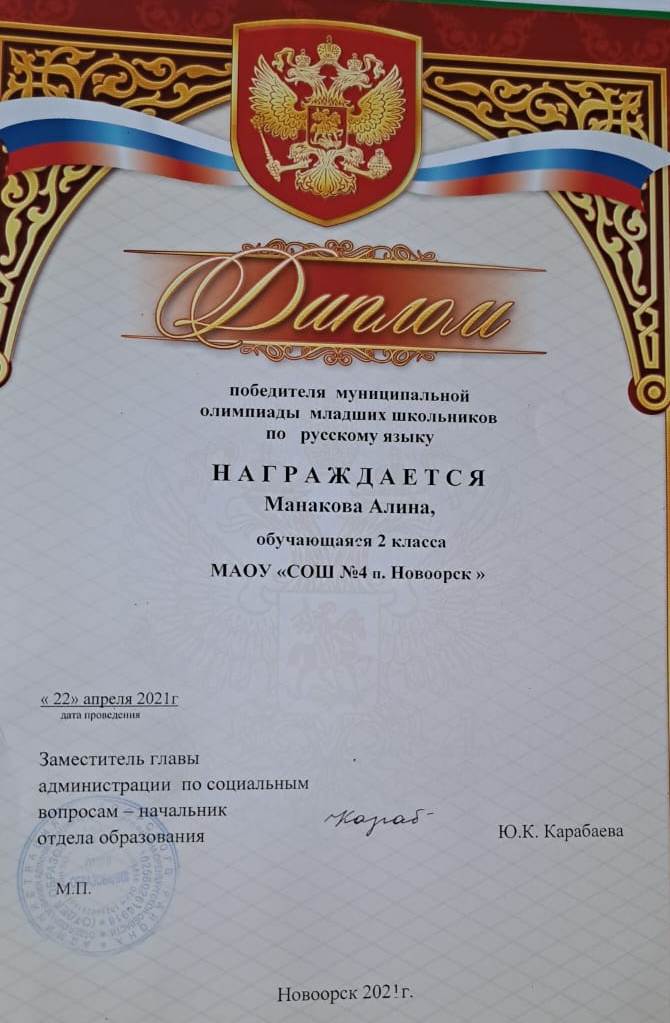 Диплом
победителя муниципальной
олимпиады младших школьников
по русскому языку
НАГРАЖДАЕТСЯ
Манакова Алина,
обучающаяся 2 класса
МАОУ «СОШ №4 п. Новоорск »
« 22» апреля 2021г
дата проведения
Заместитель главы
администрации по социальным
вопросам – начальник
отдела образования
Караб
Ю.К. Карабаева
М.П.
Новоорск 2021г.